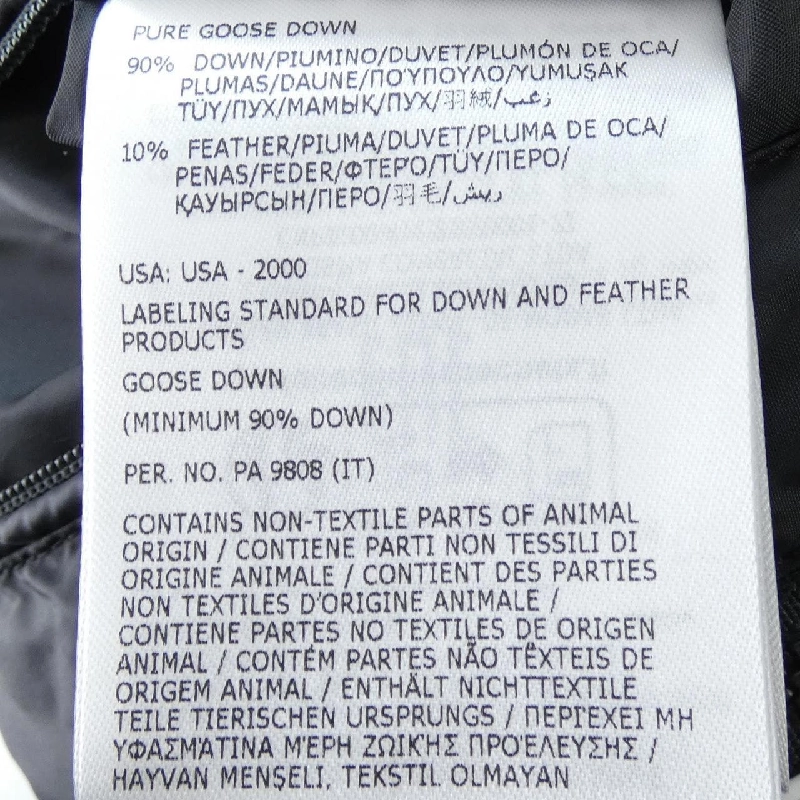 PURE GOOSE DOWN
90% DOWN/PIUMINO/DUVET/PLUMÓN DE OCA/
PLUMAS/DAUNE/ΠΟΎΠΟΥΛΟ/YUMUŞAK
TÜY/ПУХ/МАМЫҚ/ПУХ/羽絨/زغب
10% FEATHER/PIUMA/DUVET/PLUMA DE OCA/
PENAS/FEDER/ΦΤΕΡΌ/TÜY/ПЕРО/
ҚАУЫРСЫН/ПЕРО/羽毛/ريش
USA: USA - 2000
LABELING STANDARD FOR DOWN AND FEATHER
PRODUCTS
GOOSE DOWN
(MINIMUM 90% DOWN)
PER. NO. PA 9808 (IT)
CONTAINS NON-TEXTILE PARTS OF ANIMAL
ORIGIN / CONTIENE PARTI NON TESSILI DI
ORIGINE ANIMALE / CONTIENT DES PARTIES
NON TEXTILES D'ORIGINE ANIMALE /
CONTIENE PARTES NO TEXTILES DE ORIGEN
ANIMAL / CONTÉM PARTES NÃO TÊXTEIS DE
ORIGEM ANIMAL / ENTHÄLT NICHTTEXTILE
TEILE TIERISCHEN URSPRUNGS / ΠΕΡΙΈΧΕΙ ΜΗ
ΥΦΑΣΜΆΤΙΝΑ ΜΈΡΗ ΖΩΙΚΉΣ ΠΡΟΈΛΕΥΣΗΣ /
HAYVAN MENŞELI, TEKSTIL OLMAYAN